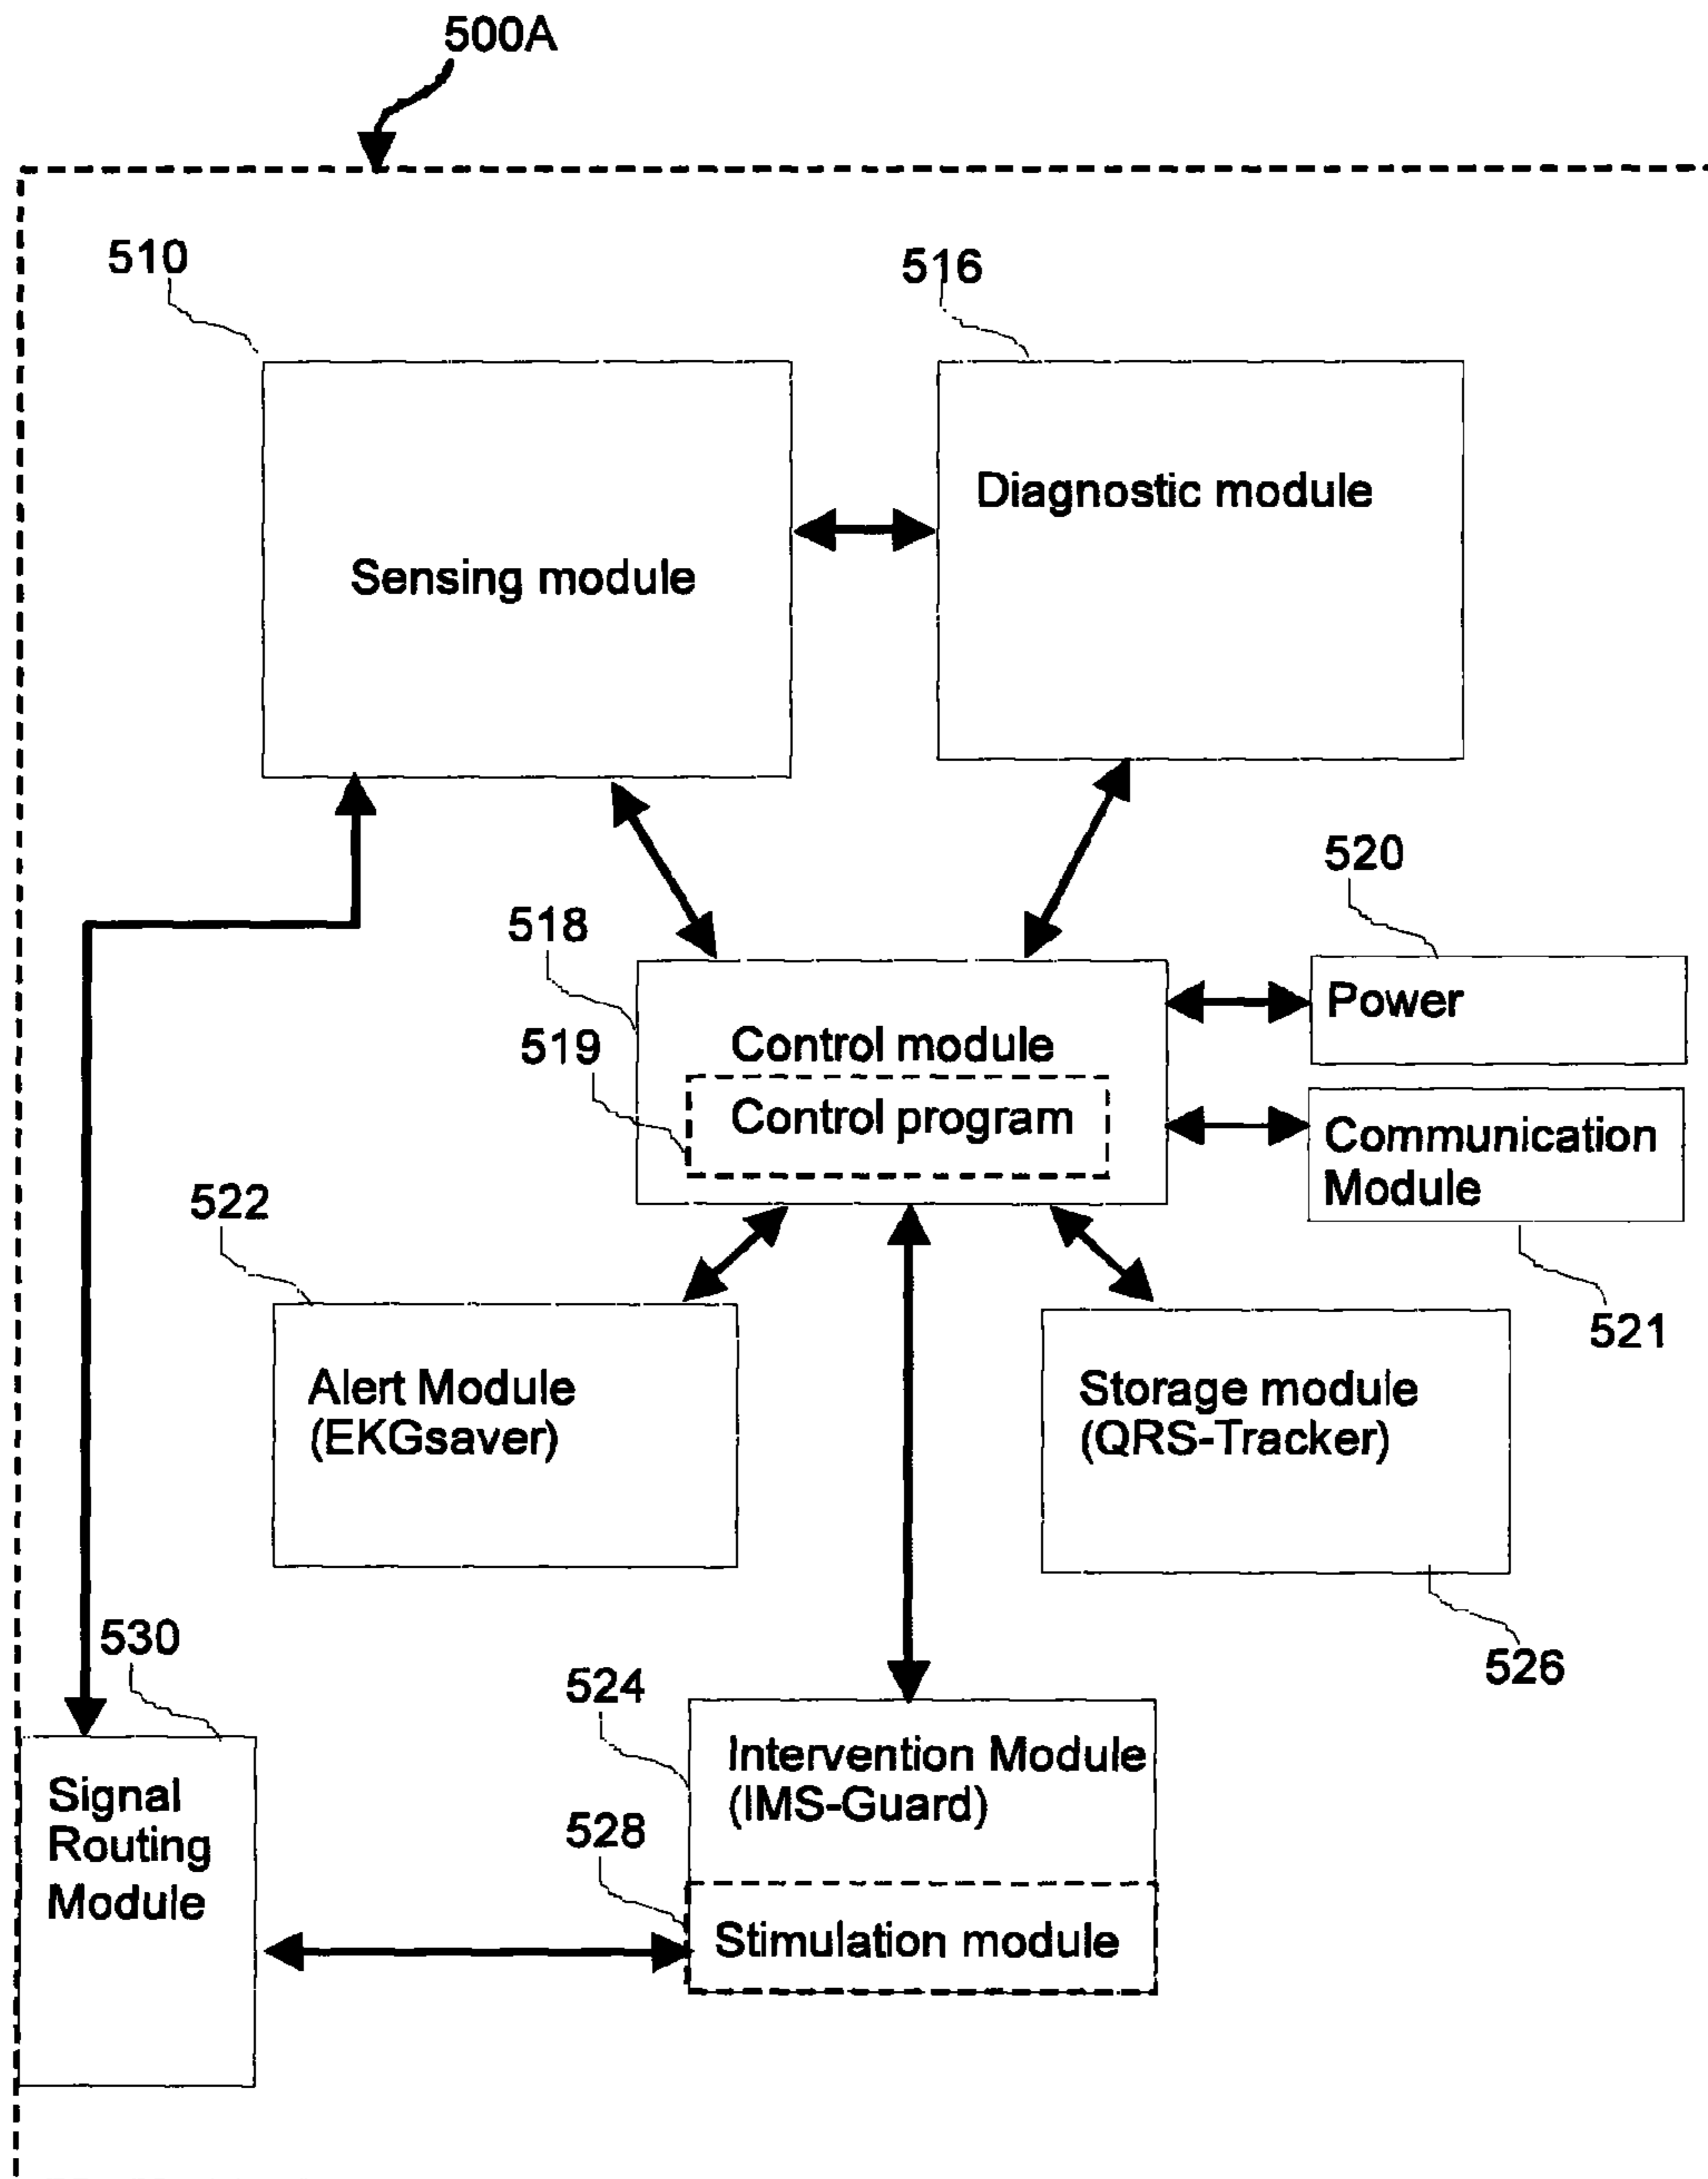 500A
510
516
Diagnostic module
Sensing module
520
518
Power
519
Control module
Control program
Communication
Module
522
521
Alert Module
(EKGsaver)
Storage module
(QRS-Tracker)
530
526
524
Intervention Module
(IMS-Guard)
Signal
Routing
Module
528
Stimulation module